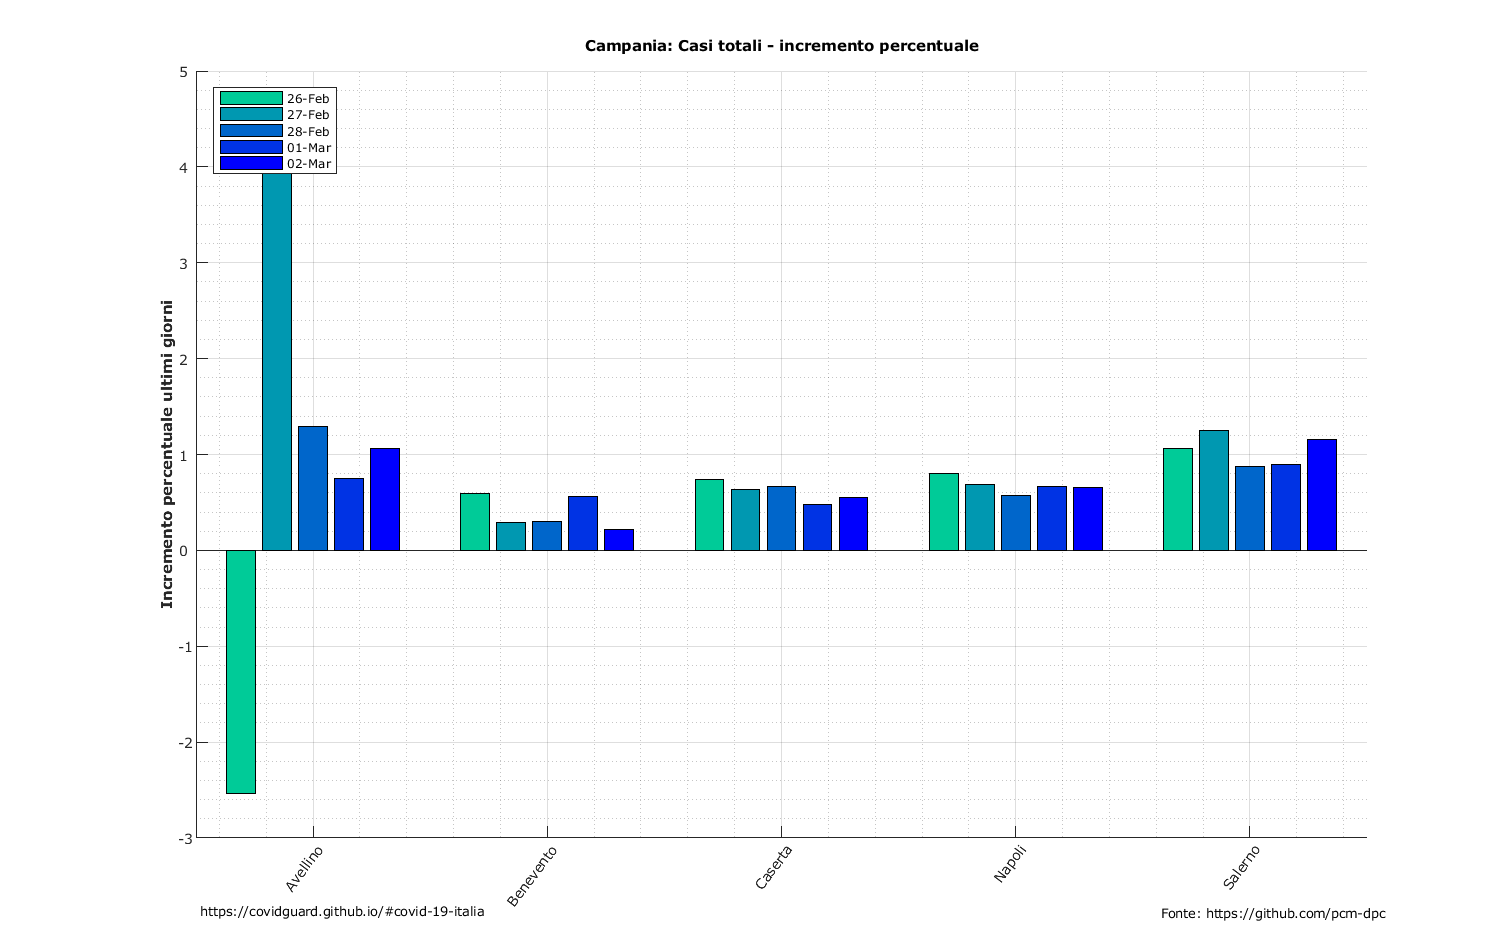 Campania: Casi totali - incremento percentuale
Incremento percentuale ultimi giorni
5
4
3
2
1
0
-1
-2
-3
26-Feb
27-Feb
28-Feb
01-Mar
02-Mar
Avellino
Benevento
Caserta
Napoli
Salerno
https://covidguard.github.io/#covid-19-italia
Fonte: https://github.com/pcm-dpc